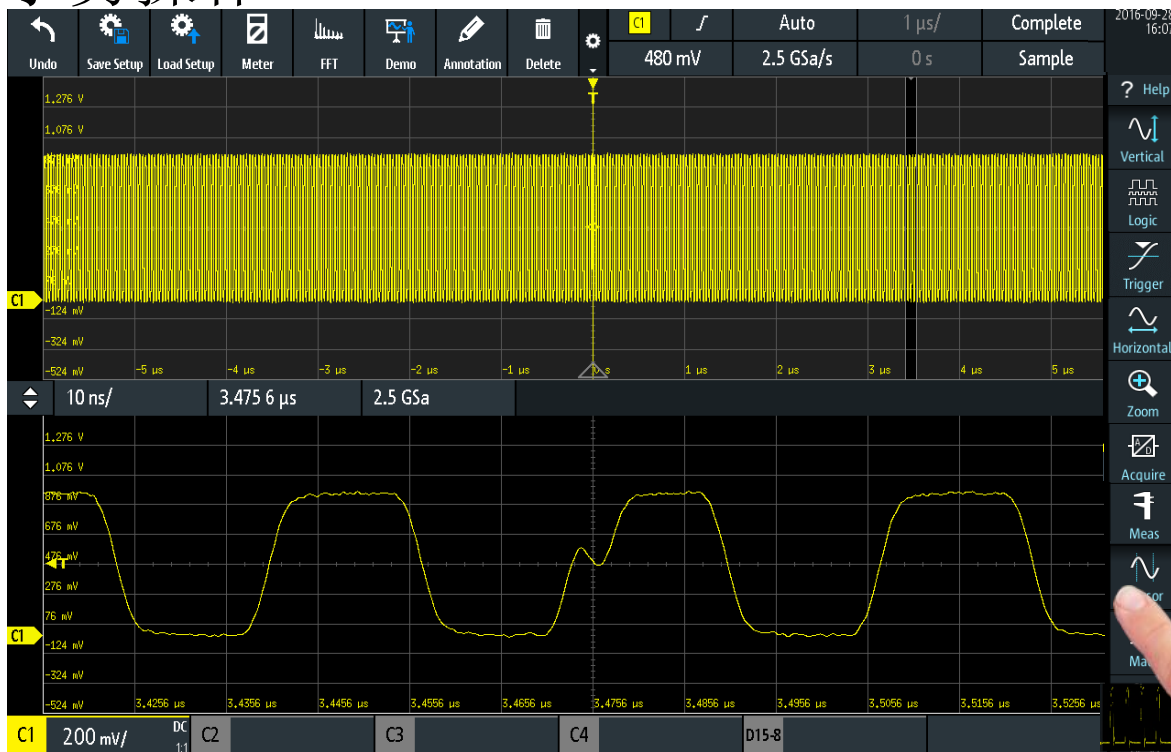 C1
Auto
1 µs/
Complete
2016-09-28
16:07
Undo
Save Setup
Load Setup
Meter
FFT
Demo
Annotation
Delete
480 mV
2.5 GSa/s
0 s
Sample
? Help
1.276 V
T
1.076 V
Vertical
Logic
Trigger
C1
-124 mV
-324 mV
Horizontal
-524 mV
-5 µs
-4 µs
-3 µs
-2 µs
-1 µs
1 µs
2 µs
3 µs
4 µs
5 µs
10 ns/
3.475 6 µs
2.5 GSa
Zoom
1.276 V
1.076 V
Acquire
876 mV
676 mV
Meas
476 mV
T
276 mV
76 mV
C1
-124 mV
-324 mV
-524 mV
3.4256 µs
3.4356 µs
3.4456 µs
3.4556 µs
3.4656 µs
3.4756 µs
3.4856 µs
3.4956 µs
3.5056 µs
3.5156 µs
3.5256 µs
C1
200 mV/
DC
1:1
C2
C3
C4
D15-8